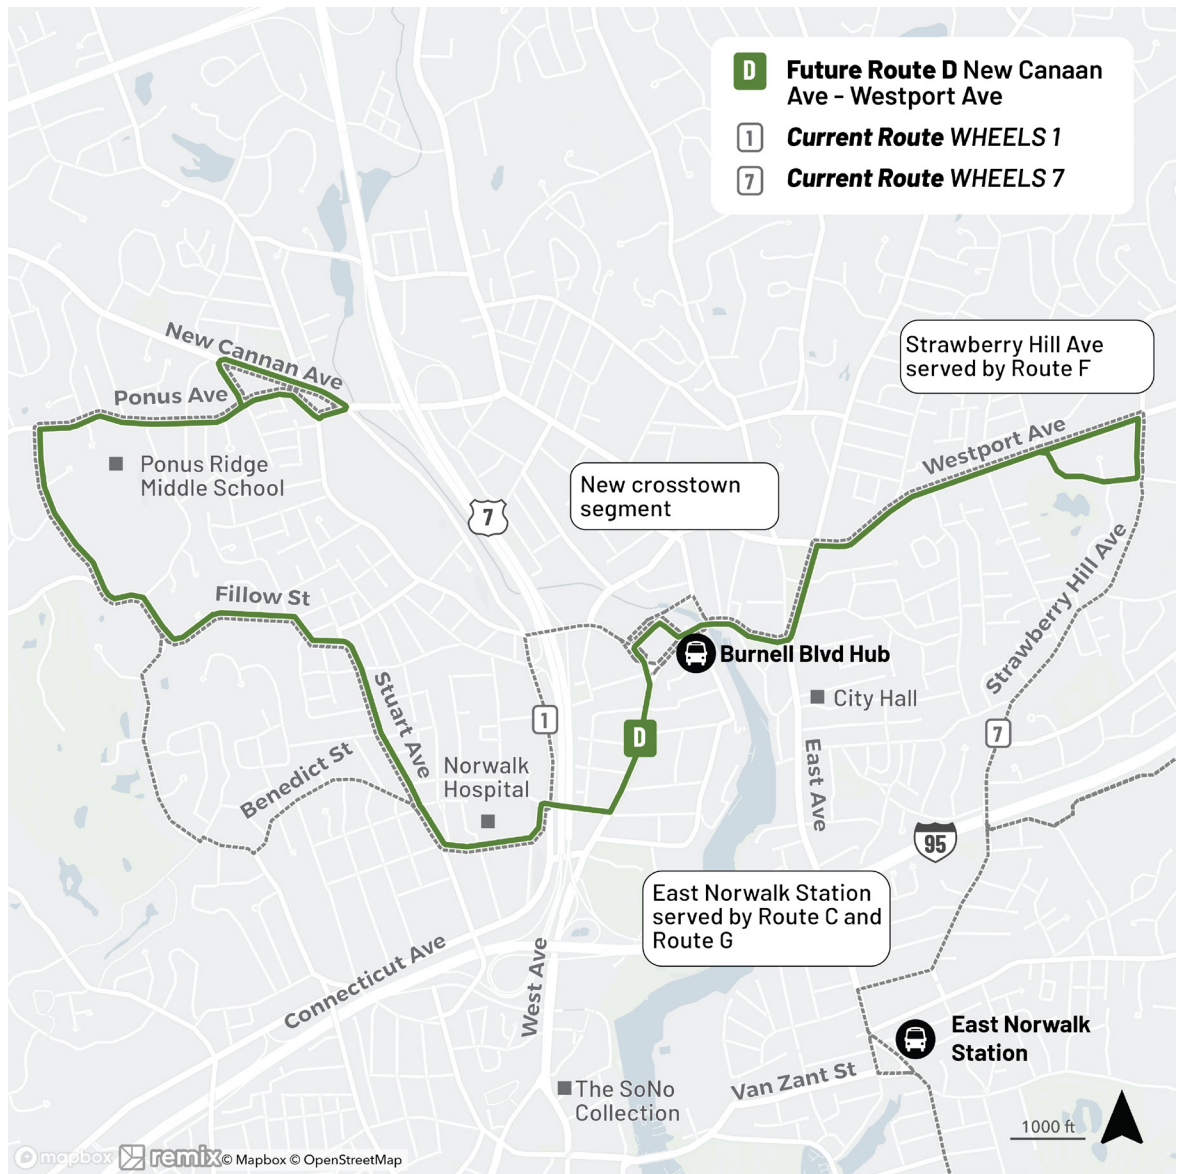 D Future Route D New Canaan
Ave - Westport Ave
1 Current Route WHEELS 1
7 Current Route WHEELS 7
New Cannan Ave
Ponus Ave
Strawberry Hill Ave
served by Route F
Westport Ave
Ponus Ridge
Middle School
New crosstown
segment
7
Fillow St
Strawberry Hill Ave
Burnell Blvd Hub
City Hall
Stuart Ave
1
D
7
Norwalk
Hospital
Benedict St
East Ave
95
East Norwalk Station
served by Route C and
Route G
Connecticut Ave
West Ave
East Norwalk
Station
Van Zant St
The SoNo
Collection
1000 ft
mapbox remix © Mapbox © OpenStreetMap